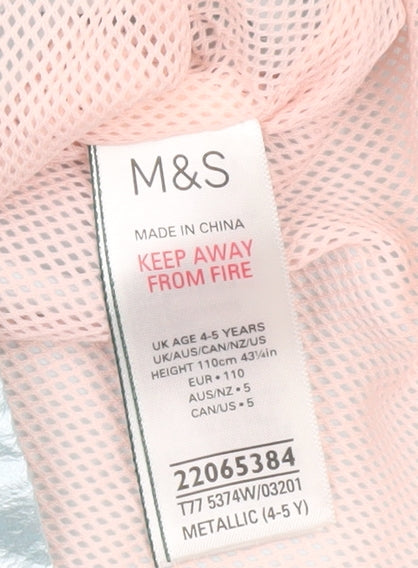 M&S
MADE IN CHINA
KEEP AWAY
FROM FIRE
UK AGE 4-5 YEARS
UK/AUS/CAN/NZ/US
HEIGHT 110cm 43¼in
EUR • 110
AUS/NZ • 5
CAN/US • 5
22065384
T77 5374W/03201
METALLIC (4-5 Y)